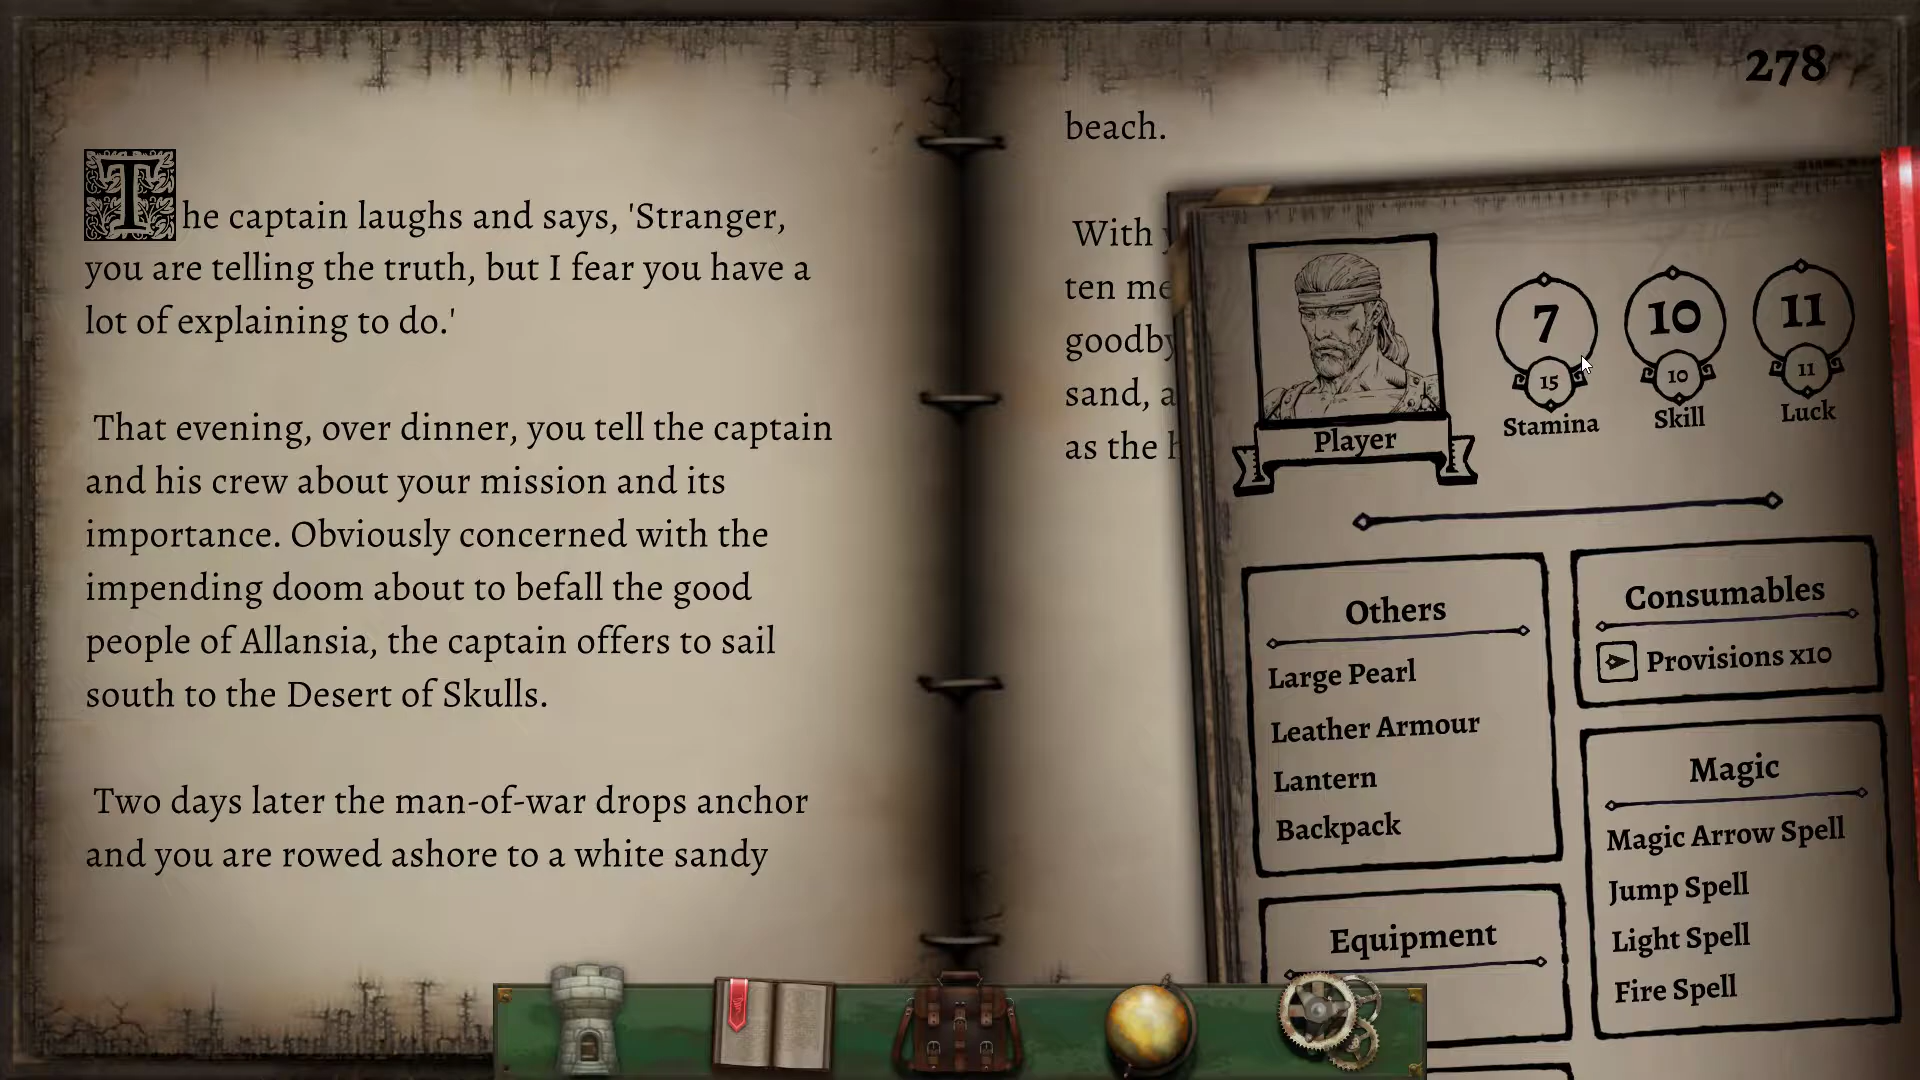 278
The captain laughs and says, 'Stranger,
you are telling the truth, but I fear you have a
lot of explaining to do.'
That evening, over dinner, you tell the captain
and his crew about your mission and its
importance. Obviously concerned with the
impending doom about to befall the good
people of Allansia, the captain offers to sail
south to the Desert of Skulls.
Two days later the man-of-war drops anchor
and you are rowed ashore to a white sandy
beach.
With
ten
sand, a
as the
Player
7
15
Stamina
10
10
Skill
11
11
Luck
Others
Large Pearl
Leather Armour
Lantern
Backpack
Equipment
Consumables
Provisions x10
Magic
Magic Arrow Spell
Jump Spell
Light Spell
Fire Spell